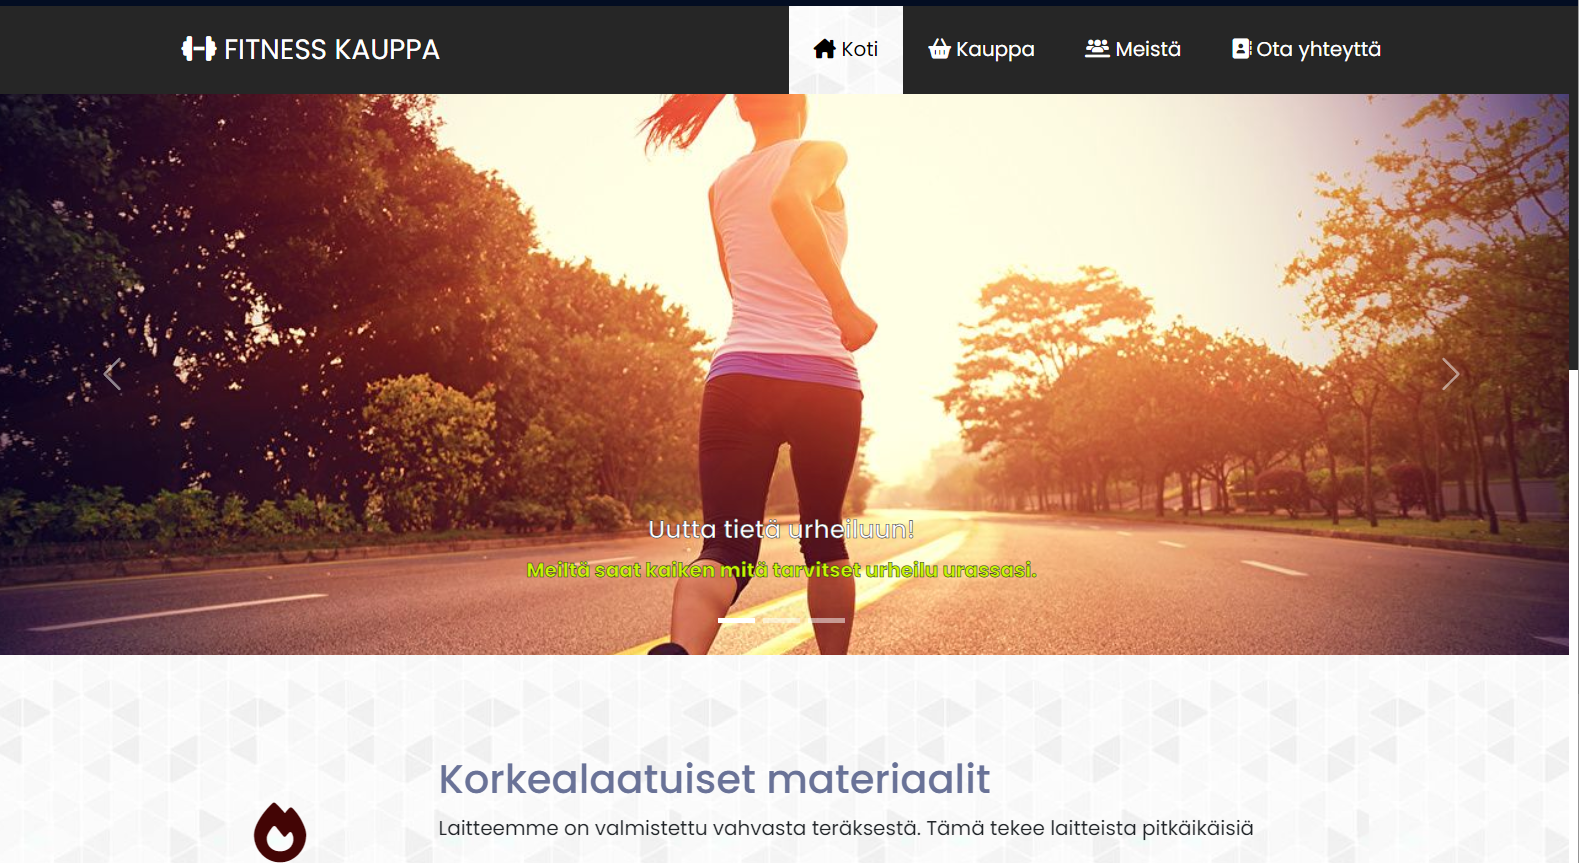 FITNESS KAUPPA
Koti
Kauppa
Meistä
Ota yhteyttä
Uutta tietä urheiluun!
Meiltä saat kaiken mitä tarvitset urheilu urassasi.
Korkealaatuiset materiaalit
Laitteemme on valmistettu vahvasta teräksestä. Tämä tekee laitteista pitkäikäisiä